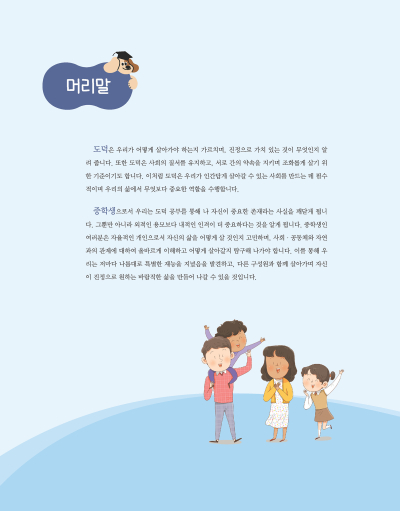 머리말
도덕은 우리가 어떻게 살아가야 하는지 가르치며, 진정으로 가치 있는 것이 무엇인지 알
려 줍니다. 또한 도덕은 사회의 질서를 유지하고, 서로 간의 약속을 지키며 조화롭게 살기 위
한 기준이기도 합니다. 이처럼 도덕은 우리가 인간답게 살아갈 수 있는 사회를 만드는 데 필수
적이며 우리의 삶에서 무엇보다 중요한 역할을 수행합니다.
중학생으로서 우리는 도덕 공부를 통해 나 자신이 중요한 존재라는 사실을 깨닫게 됩니
다. 그뿐만 아니라 외적인 용모보다 내적인 인격이 더 중요하다는 것을 알게 됩니다. 중학생인
여러분은 자율적인 개인으로서 자신의 삶을 어떻게 살 것인지 고민하며, 사회·공동체와 자연
과의 관계에 대하여 올바르게 이해하고 어떻게 살아갈지 탐구해 나가야 합니다. 이를 통해 우
리는 저마다 나름대로 특별한 재능을 지녔음을 발견하고, 다른 구성원과 함께 살아가며 자신
이 진정으로 원하는 바람직한 삶을 만들어 나갈 수 있을 것입니다.